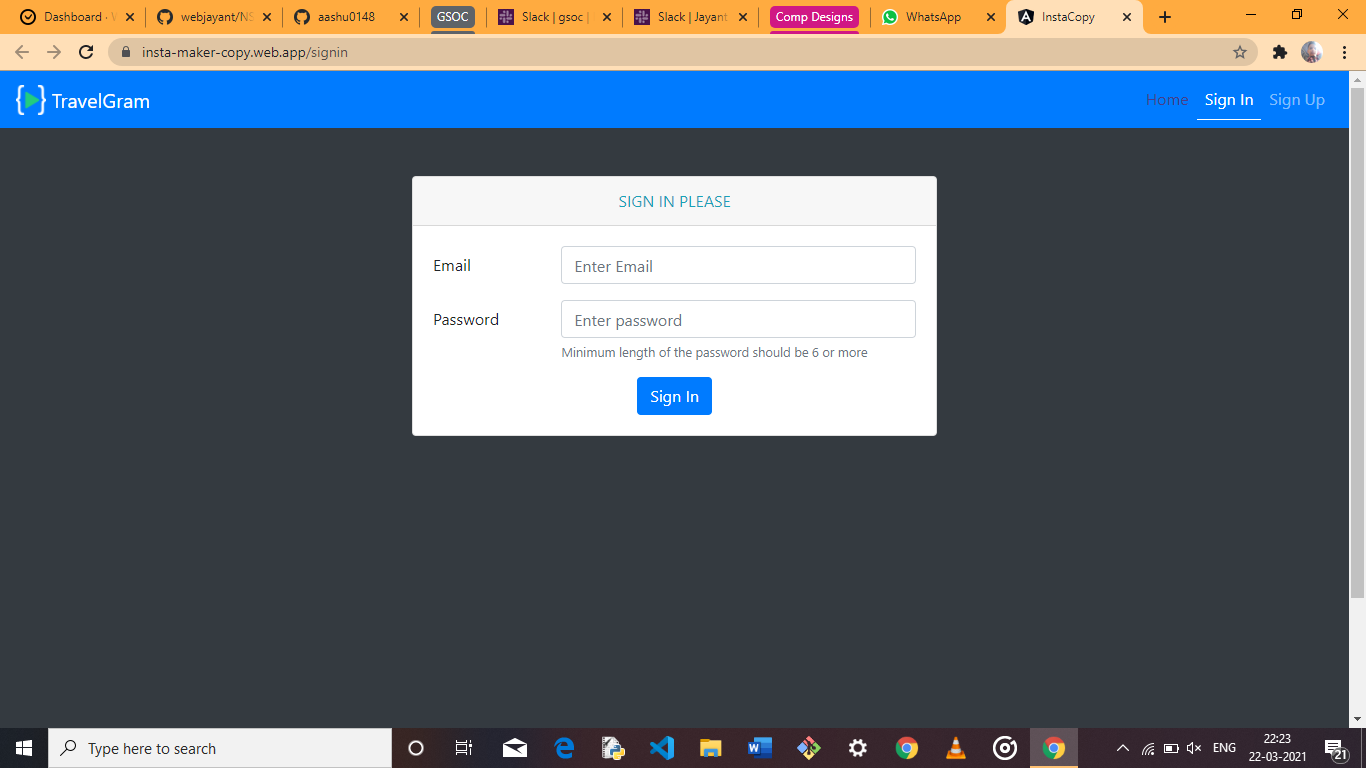 Dashboard · W
webjayant/NS
aashu0148
GSOC
Slack | gsoc |
Slack | Jayant
Comp Designs
WhatsApp
InstaCopy
insta-maker-copy.web.app/signin
TravelGram
Home
Sign In
Sign Up
SIGN IN PLEASE
Email
Enter Email
Password
Enter password
Minimum length of the password should be 6 or more
Sign In
Type here to search
ENG
22:23
22-03-2021
21